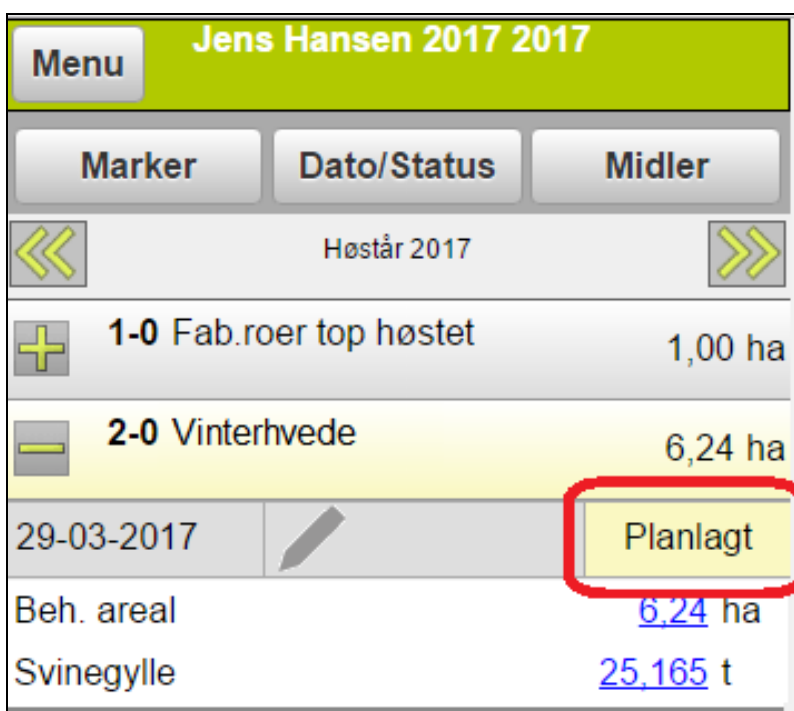 Jens Hansen 2017 2017
Menu
Marker Dato/Status Midler
Høstår 2017
1-0 Fab.roer top høstet 1,00 ha
2-0 Vinterhvede 6,24 ha
29-03-2017 Planlagt
Beh. areal 6,24 ha
Svinegylle 25,165 t